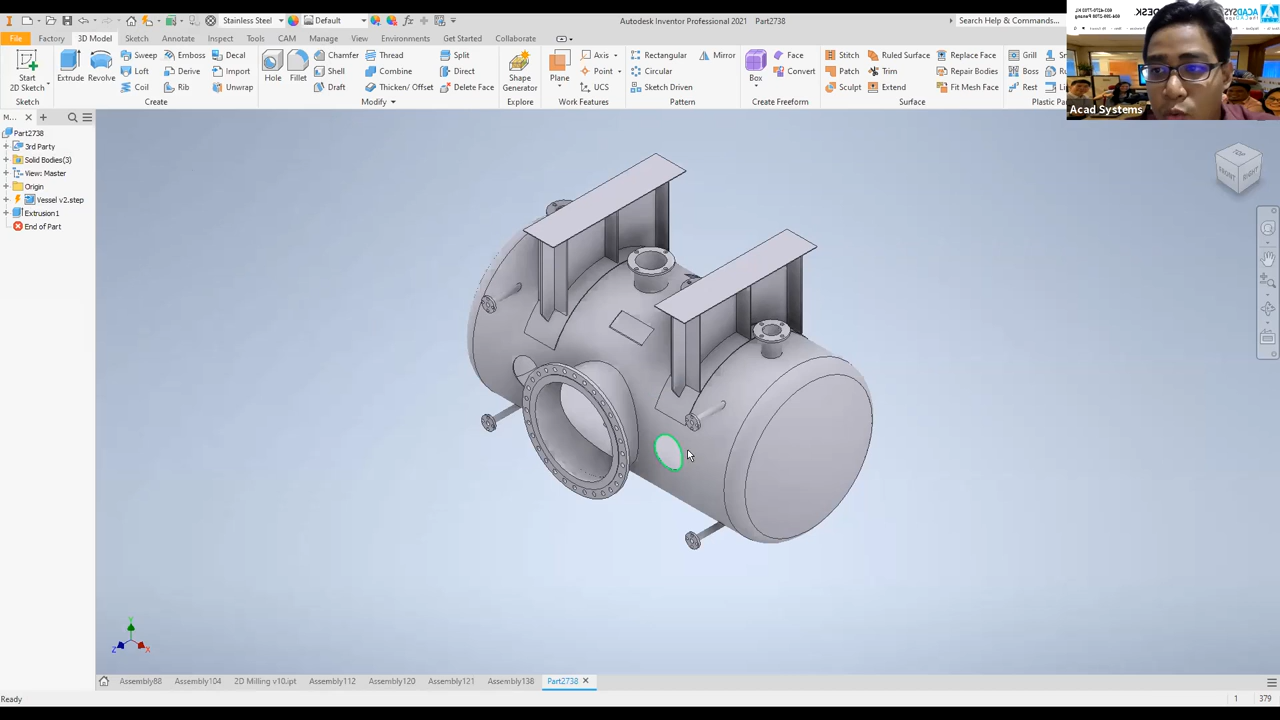 Stainless Steel
Default
Autodesk Inventor Professional 2021 Part2738
Search Help & Commands...
File Factory 3D Model Sketch Annotate Inspect Tools CAM Manage View Environments Get Started Collaborate
Start
2D Sketch
Sketch
Extrude
Revolve
Sweep
Loft
Coil
Emboss
Derive
Rib
Decal
Import
Unwrap
Create
Hole
Fillet
Chamfer
Shell
Draft
Thread
Combine
Thicken/ Offset
Split
Direct
Delete Face
Modify
Shape
Generator
Explore
Plane
Axis
Point
UCS
Work Features
Rectangular
Circular
Sketch Driven
Mirror
Pattern
Box
Face
Convert
Create Freeform
Stitch
Patch
Sculpt
Ruled Surface
Trim
Extend
Replace Face
Repair Bodies
Fit Mesh Face
Surface
Grill
Boss
Rest
Plastic
Acad Systems
M...
Part2738
3rd Party
Solid Bodies(3)
View: Master
Origin
Vessel v2.step
Extrusion1
End of Part
TOP
FRONT
RIGHT
Y
Z
X
Assembly88 Assembly104 2D Milling v10.ipt Assembly112 Assembly120 Assembly121 Assembly138 Part2738
Ready
1 379